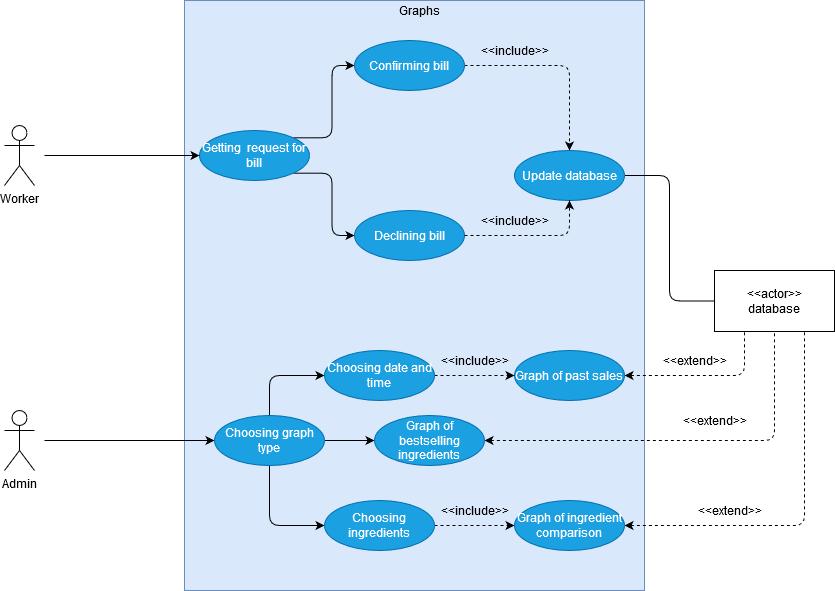 Graphs
Confirming bill
<<include>>
Getting request for
bill
Worker
Update database
Declining bill
<<include>>
<<actor>>
database
Choosing date and
time
<<include>>
Graph of past sales
<<extend>>
Choosing graph
type
Admin
Graph of
bestselling
ingredients
<<extend>>
Choosing
ingredients
<<include>>
Graph of ingredient
comparison
<<extend>>